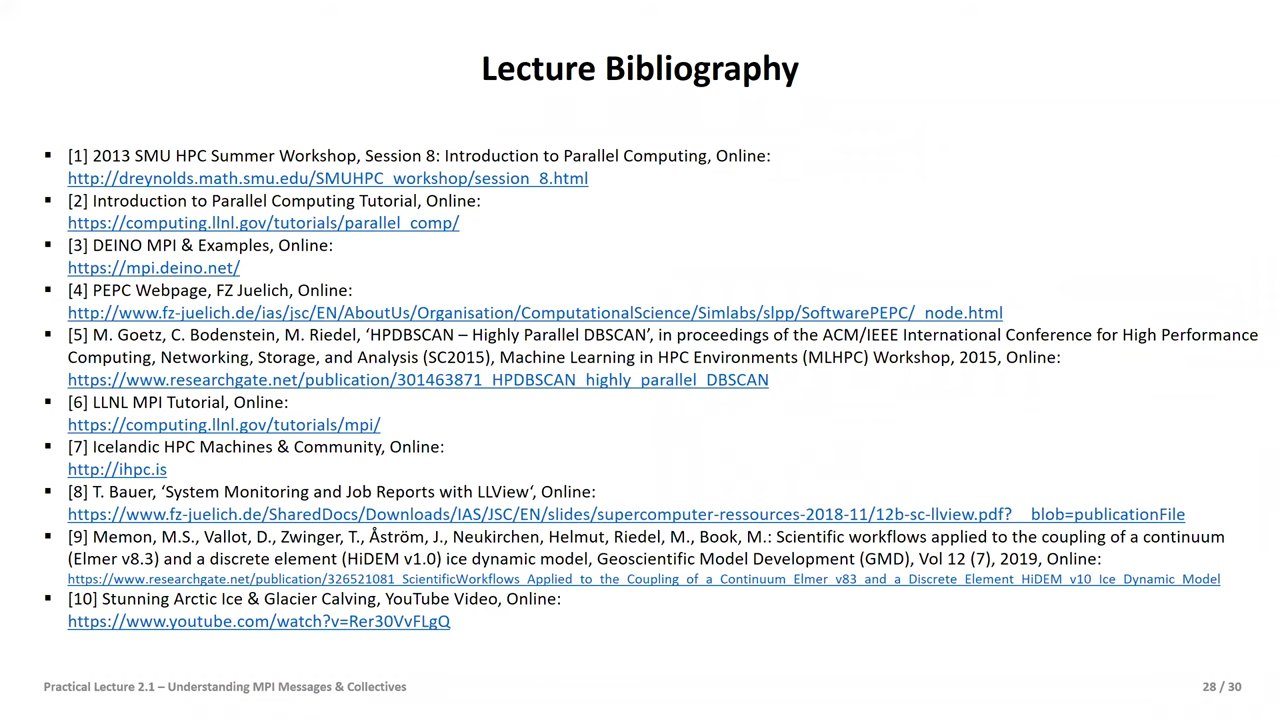 Lecture Bibliography
▪ [1] 2013 SMU HPC Summer Workshop, Session 8: Introduction to Parallel Computing, Online:
http://dreynolds.math.smu.edu/SMUHPC_workshop/session_8.html
▪ [2] Introduction to Parallel Computing Tutorial, Online:
https://computing.llnl.gov/tutorials/parallel_comp/
▪ [3] DEINO MPI & Examples, Online:
https://mpi.deino.net/
▪ [4] PEPC Webpage, FZ Juelich, Online:
http://www.fz-juelich.de/ias/jsc/EN/AboutUs/Organisation/ComputationalScience/Simlabs/slpp/SoftwarePEPC/_node.html
▪ [5] M. Goetz, C. Bodenstein, M. Riedel, ‘HPDBSCAN – Highly Parallel DBSCAN’, in proceedings of the ACM/IEEE International Conference for High Performance
Computing, Networking, Storage, and Analysis (SC2015), Machine Learning in HPC Environments (MLHPC) Workshop, 2015, Online:
https://www.researchgate.net/publication/301463871_HPDBSCAN_highly_parallel_DBSCAN
▪ [6] LLNL MPI Tutorial, Online:
https://computing.llnl.gov/tutorials/mpi/
▪ [7] Icelandic HPC Machines & Community, Online:
http://ihpc.is
▪ [8] T. Bauer, ‘System Monitoring and Job Reports with LLView‘, Online:
https://www.fz-juelich.de/SharedDocs/Downloads/IAS/JSC/EN/slides/supercomputer-ressources-2018-11/12b-sc-llview.pdf?__blob=publicationFile
▪ [9] Memon, M.S., Vallot, D., Zwinger, T., Åström, J., Neukirchen, Helmut, Riedel, M., Book, M.: Scientific workflows applied to the coupling of a continuum
(Elmer v8.3) and a discrete element (HiDEM v1.0) ice dynamic model, Geoscientific Model Development (GMD), Vol 12 (7), 2019, Online:
https://www.researchgate.net/publication/326521081_ScientificWorkflows_Applied_to_the_Coupling_of_a_Continuum_Elmer_v83_and_a_Discrete_Element_HiDEM_v10_Ice_Dynamic_Model
▪ [10] Stunning Arctic Ice & Glacier Calving, YouTube Video, Online:
https://www.youtube.com/watch?v=Rer30VvFLgQ
Practical Lecture 2.1 – Understanding MPI Messages & Collectives
28 / 30